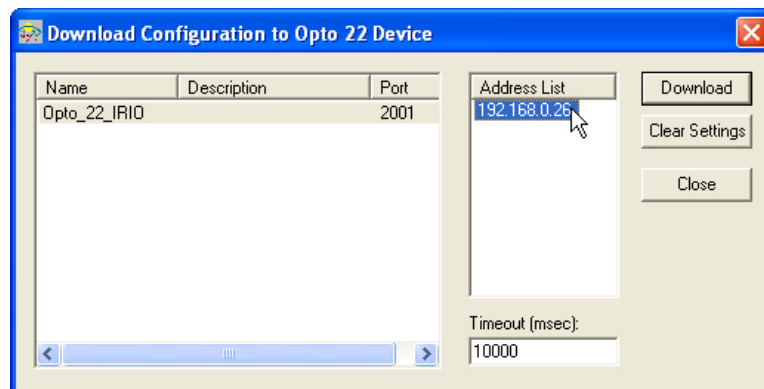 Download Configuration to Opto 22 Device
Name Description Port
Opto_22_IRIO 2001
Address List
192.168.0.26
Download
Clear Settings
Close
Timeout (msec):
10000